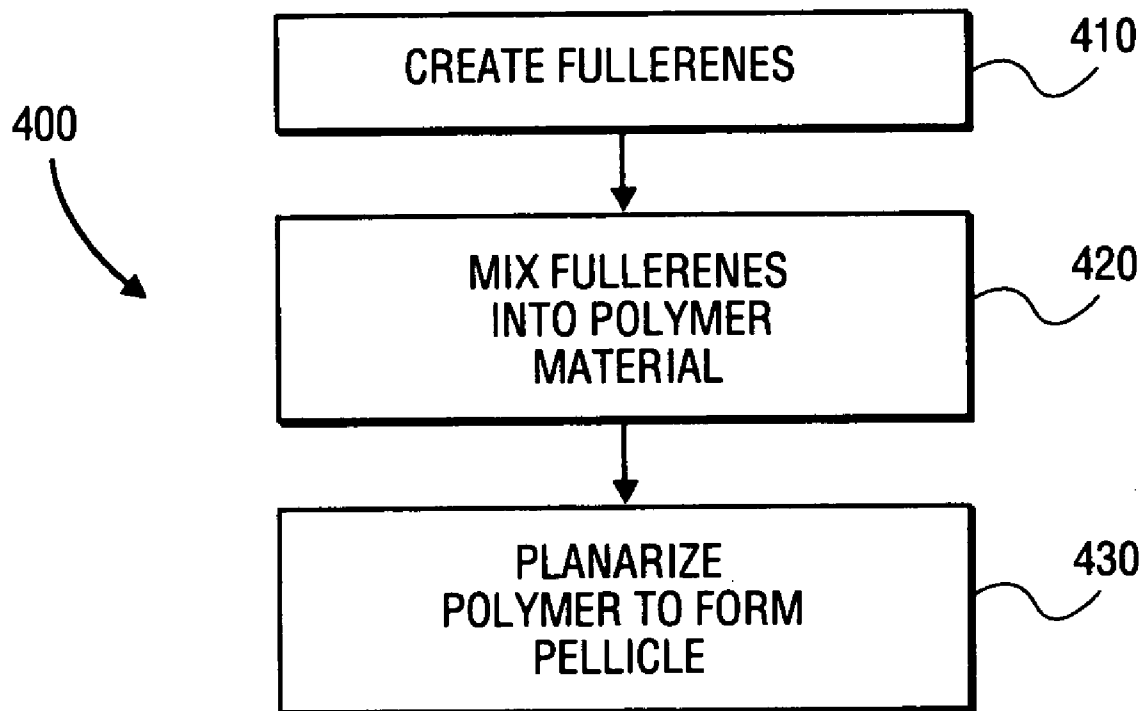 CREATE FULLERENES
410
400
MIX FULLERENES
INTO POLYMER
MATERIAL
420
PLANARIZE
POLYMER TO FORM
PELLICLE
430